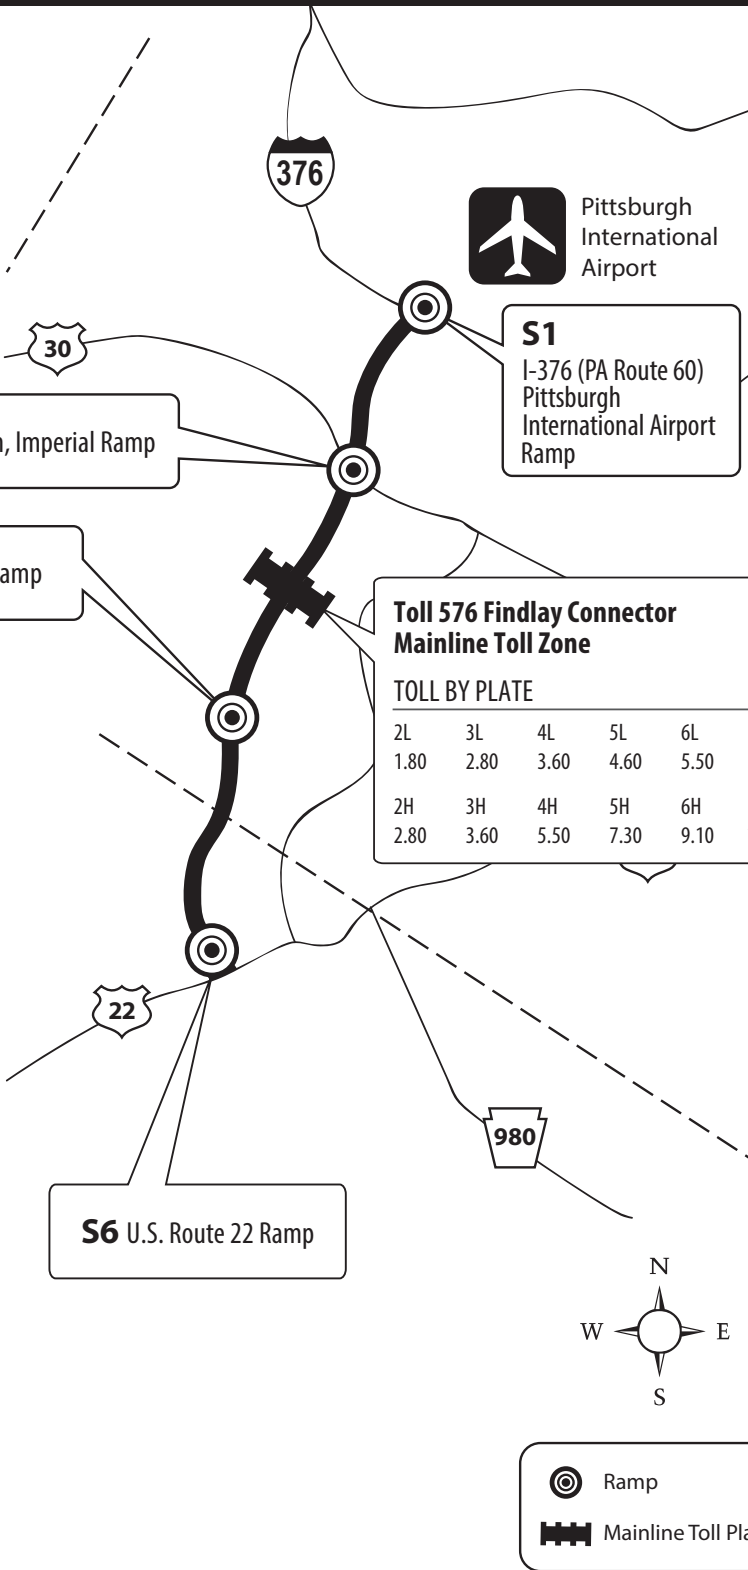 376
Pittsburgh
International
Airport
S1
I-376 (PA Route 60)
Pittsburgh
International Airport
Ramp
30
Imperial Ramp
Toll 576 Findlay Connector
Mainline Toll Zone
TOLL BY PLATE
2L 3L 4L 5L 6L
1.80 2.80 3.60 4.60 5.50
2H 3H 4H 5H 6H
2.80 3.60 5.50 7.30 9.10
22
980
S6 U.S. Route 22 Ramp
N
W E
S
Ramp
Mainline Toll